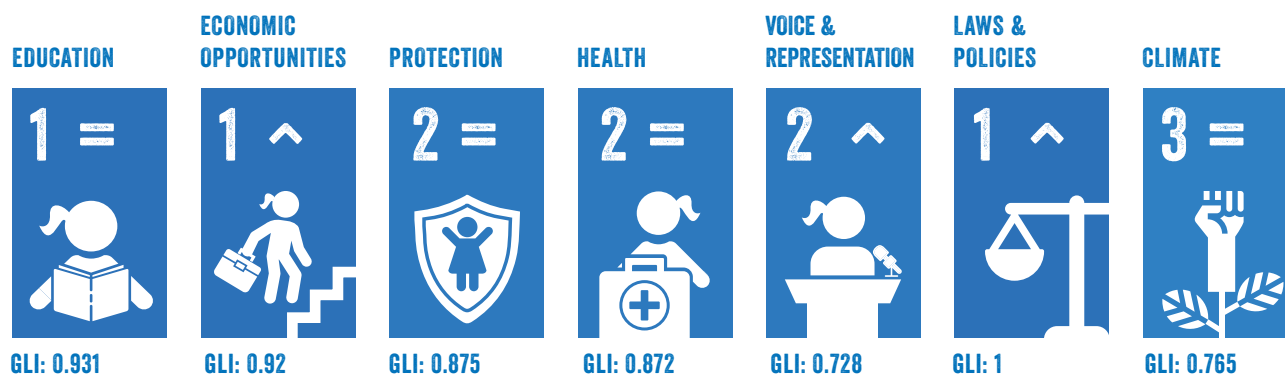 EDUCATION
1 =
GLI: 0.931
ECONOMIC
OPPORTUNITIES
1 ^
GLI: 0.92
PROTECTION
2 =
GLI: 0.875
HEALTH
2 =
GLI: 0.872
VOICE &
REPRESENTATION
2 ^
GLI: 0.728
LAWS &
POLICIES
1 ^
GLI: 1
CLIMATE
3 =
GLI: 0.765